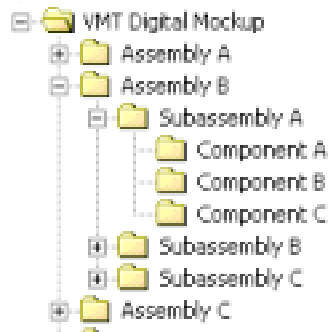 VMT Digital Mockup
Assembly A
Assembly B
Subassembly A
Component A
Component B
Component C
Subassembly B
Subassembly C
Assembly C